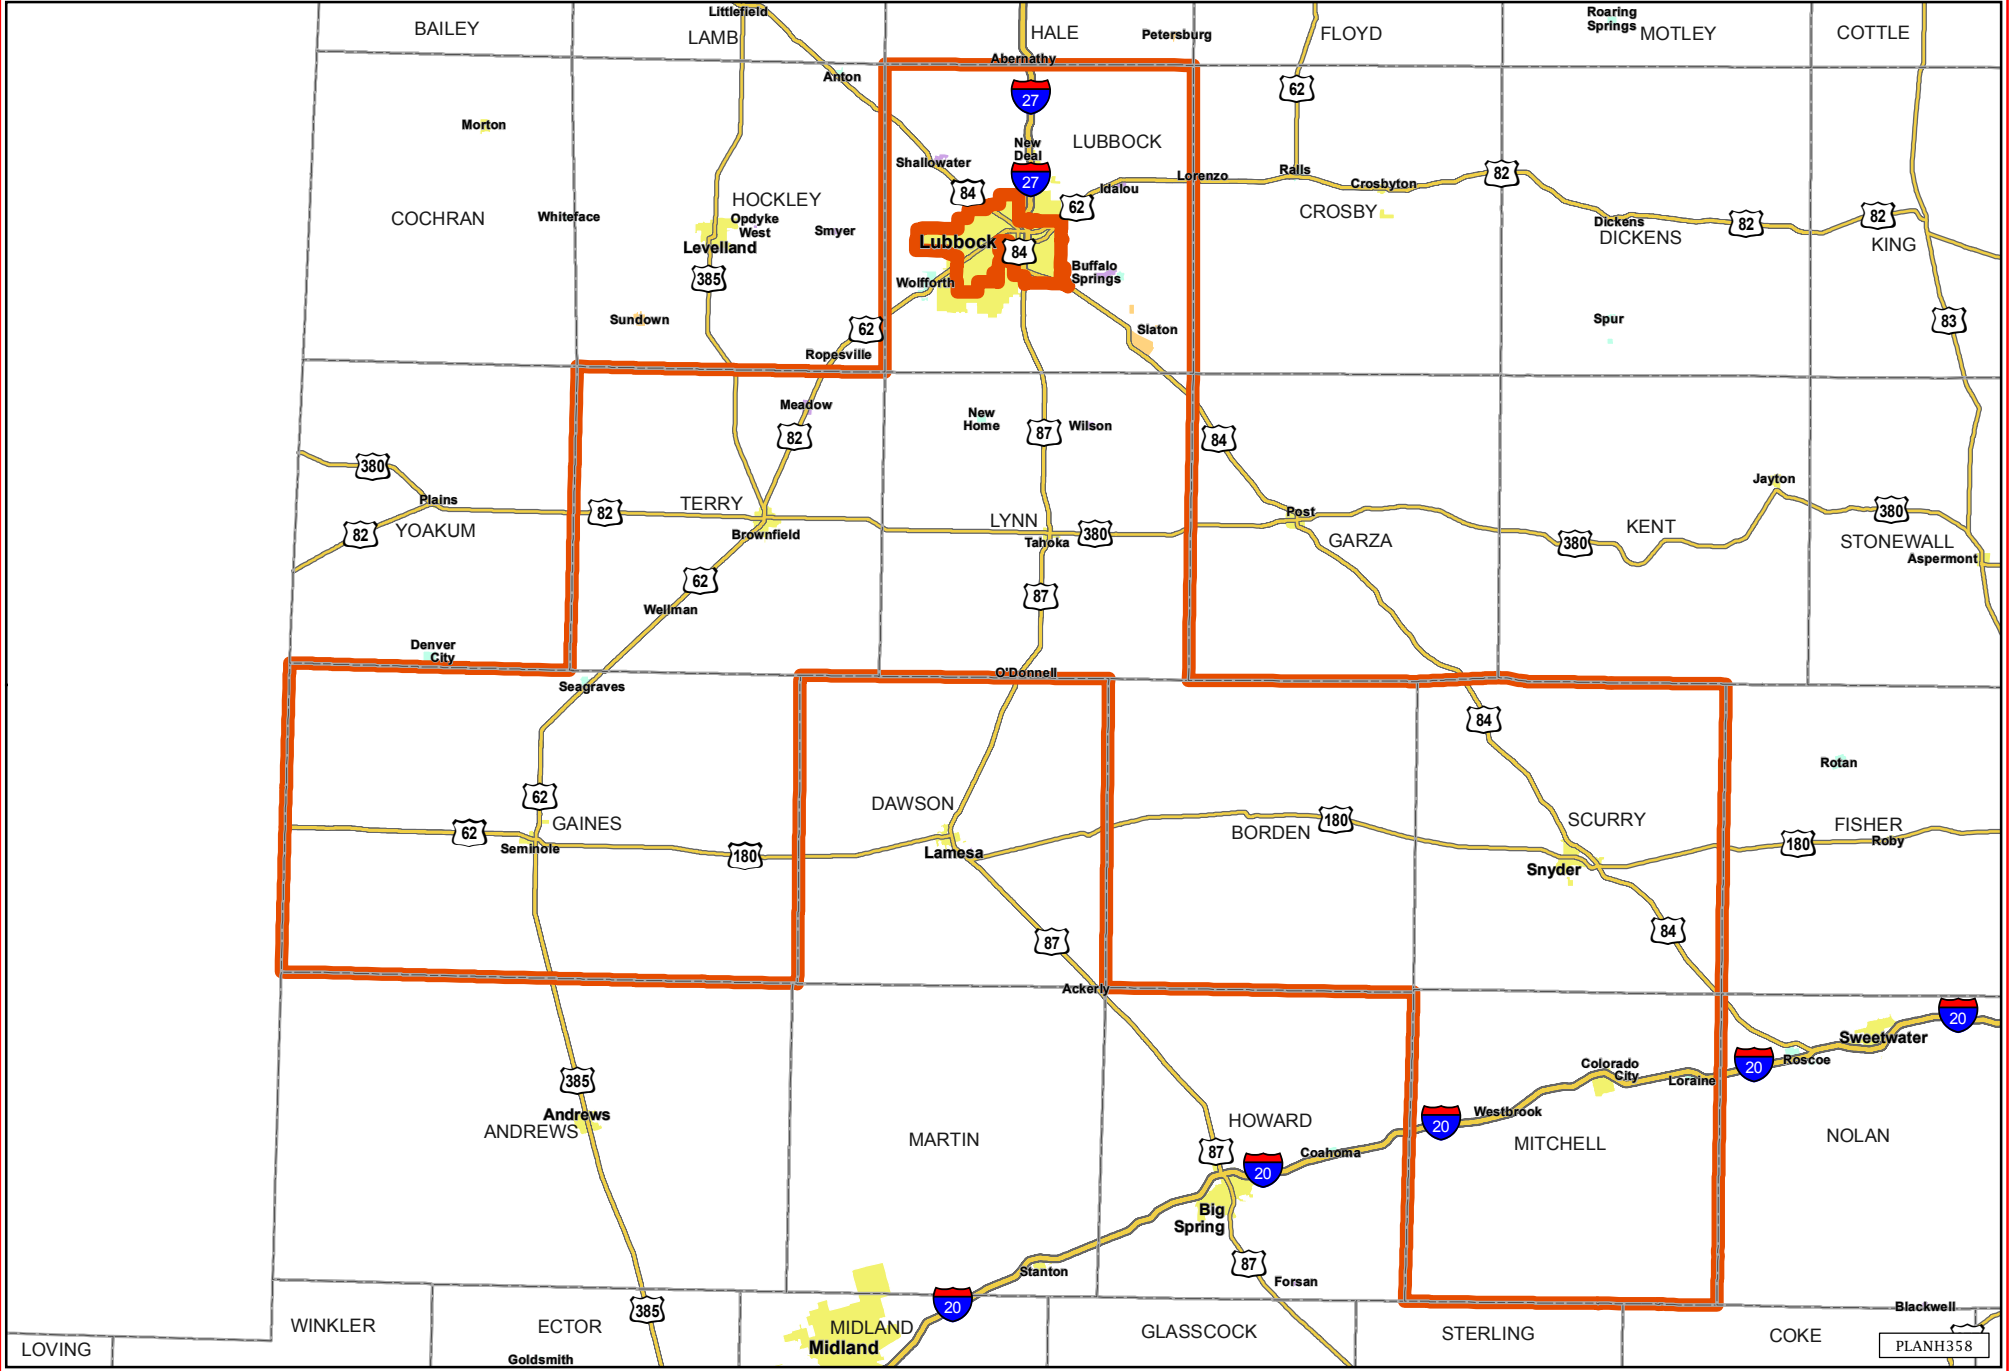 Littlefield
BAILEY
LAMB
HALE
Petersburg
FLOYD
Roaring
Springs
MOTLEY
COTTLE
Abernathy
Anton
62
27
Morton
New
Deal
LUBBOCK
Shallowater
27
84
Idalou
62
Lorenzo
Ralls
Crosbyton
82
HOCKLEY
COCHRAN
Whiteface
Opdyke
West
Smyer
Levelland
Lubbock
84
CROSBY
Dickens
DICKENS
82
82
KING
385
Wolfforth
Buffalo
Springs
Sundown
62
Ropesville
Slaton
Spur
83
Meadow
82
New
Home
87
Wilson
84
380
Plains
82
YOAKUM
82
TERRY
Brownfield
LYNN
Tahoka
380
Post
GARZA
380
KENT
Jayton
380
STONEWALL
Aspermont
62
Wellman
87
Denver
City
Seagraves
O'Donnell
84
Rotan
62
62
GAINES
Seminole
180
DAWSON
Lamesa
BORDEN
180
SCURRY
Snyder
180
FISHER
Roby
87
84
Ackerly
20
Sweetwater
Roscoe
20
Colorado
City
Loraine
385
Andrews
ANDREWS
MARTIN
HOWARD
87
20
Coahoma
20
Westbrook
MITCHELL
NOLAN
Big
Spring
87
Forsan
Stanton
20
385
WINKLER
ECTOR
Goldsmith
MIDLAND
Midland
GLASSCOCK
STERLING
COKE
Blackwell
LOVING
PLANH358